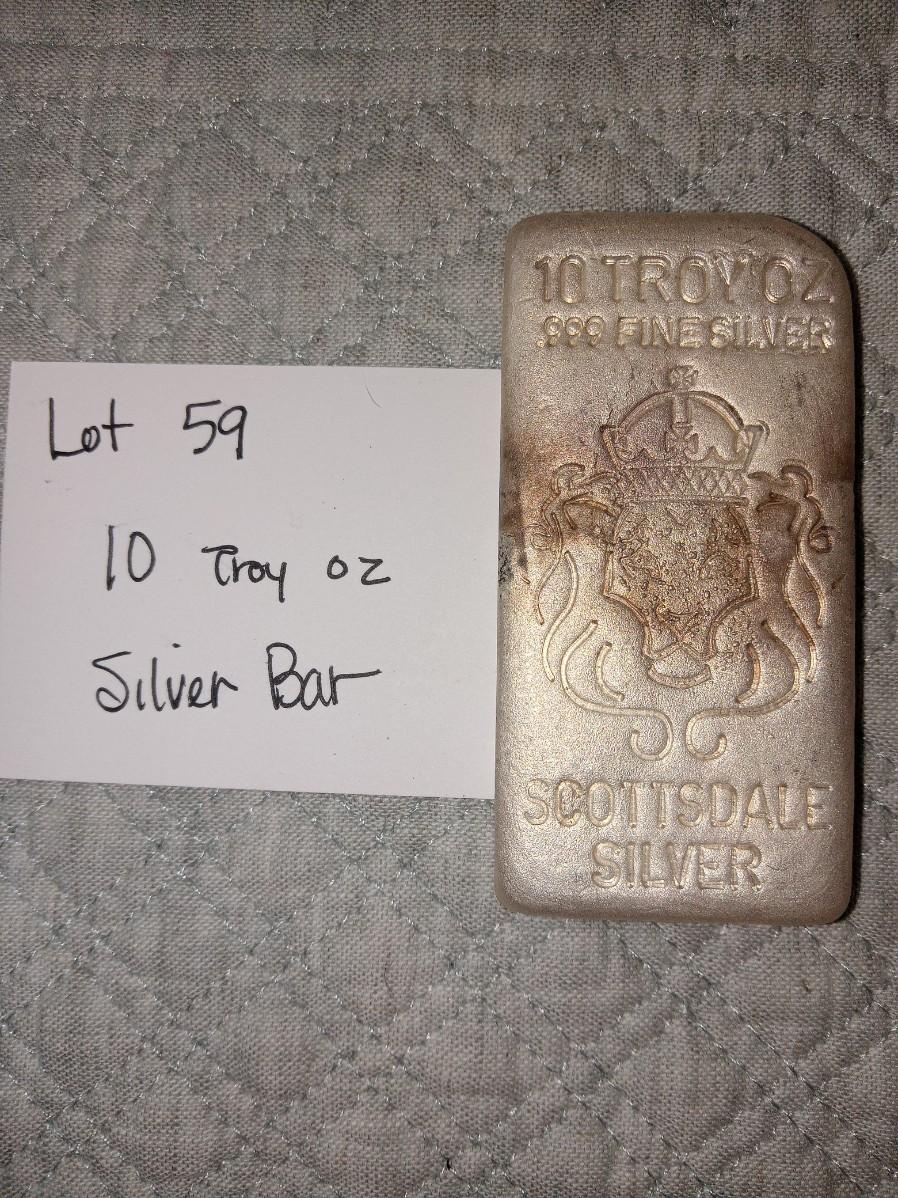 Lot 59
10 Troy oz
Silver Bar
10 TROY OZ
.999 FINE SILVER
SCOTTSDALE
SILVER